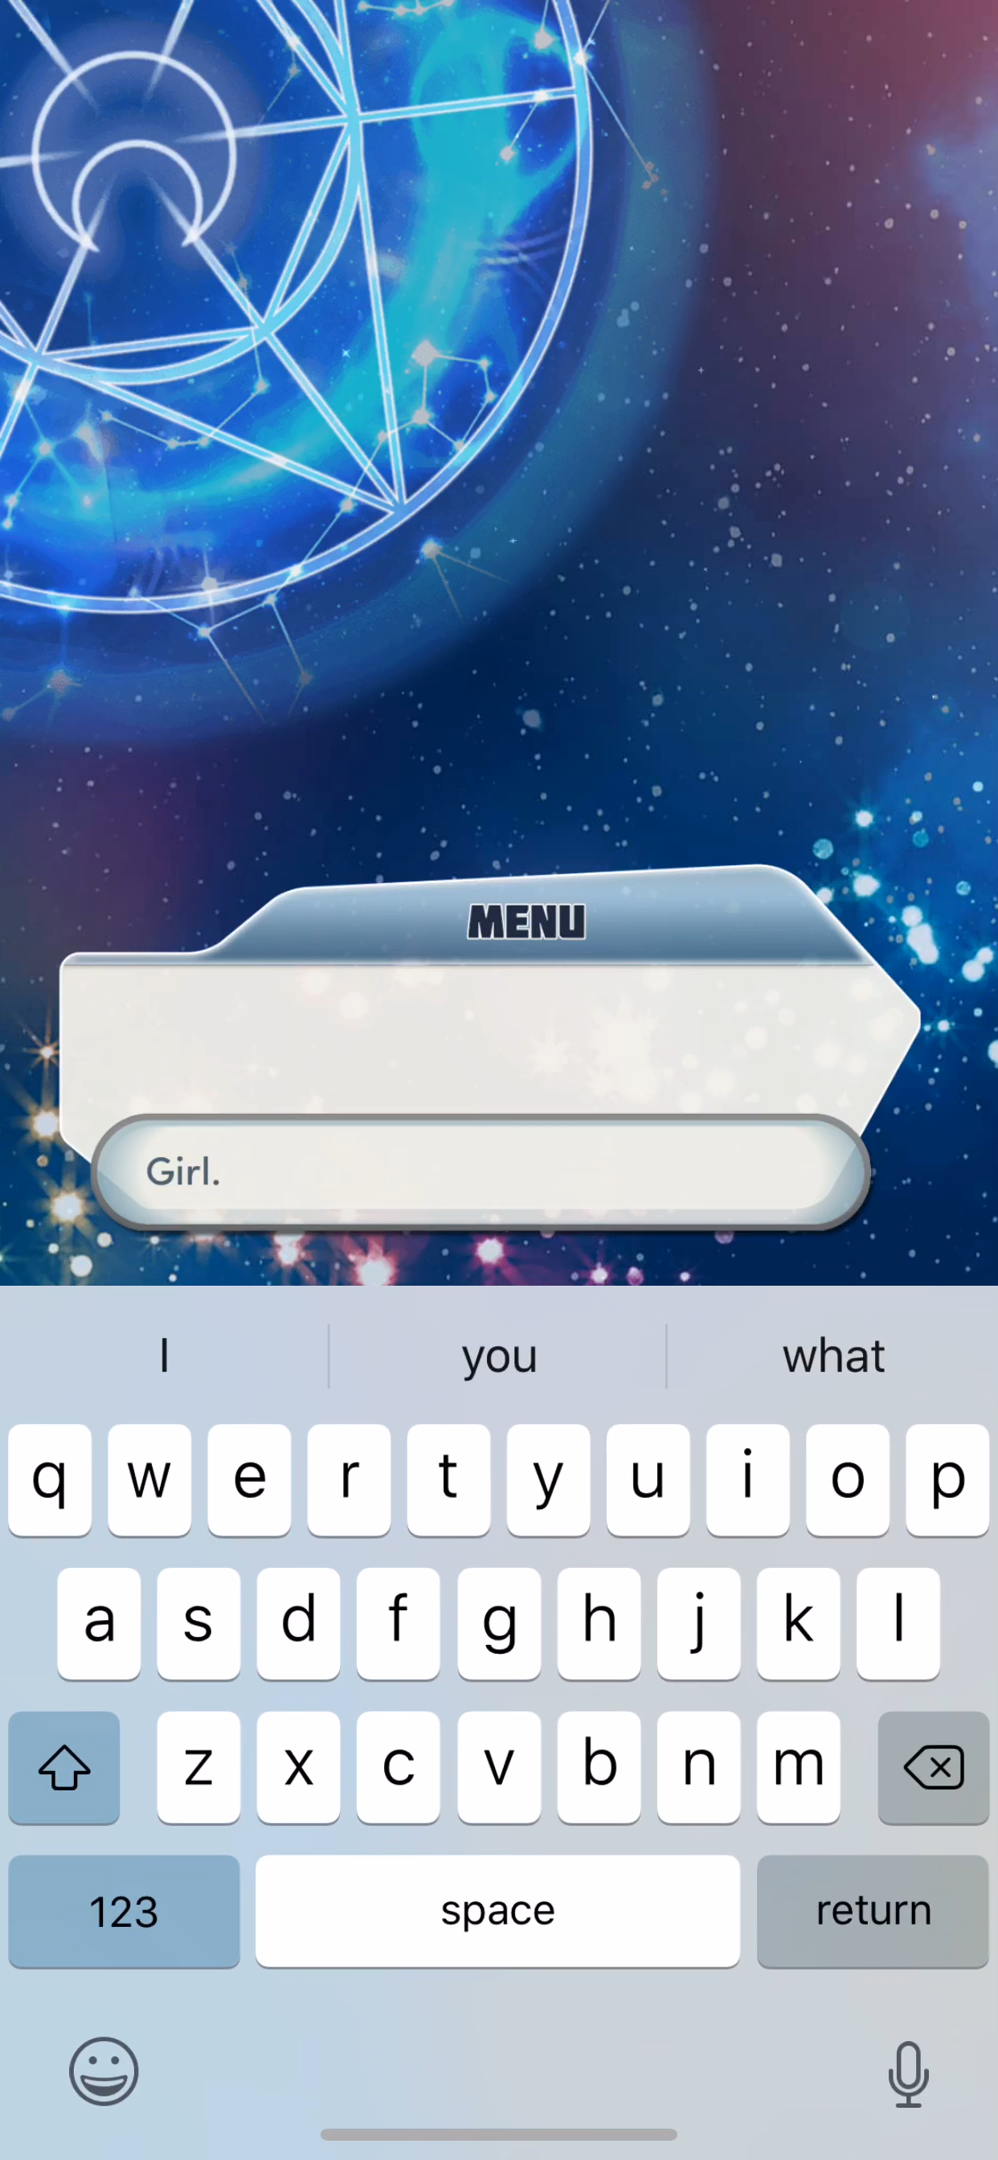 MENU
Girl.
I you what
q w e r t y u i o p
a s d f g h j k l
z x c v b n m
123 space return